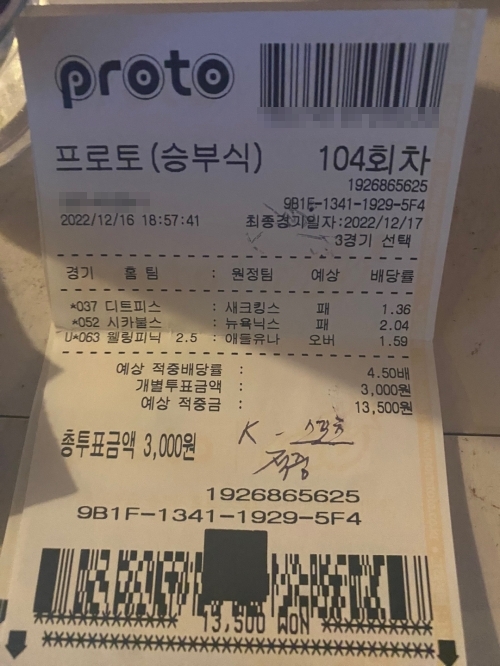 proto
프로토(승부식) 104회차
1926865625
9B1F-1341-1929-5F4
2022/12/16 18:57:41 최종경기일자:2022/12/17
3경기 선택
경기 홈팀 : 원정팀 예상 배당률
*037 디트피스 : 새크킹스 패 1.36
*052 시카불스 : 뉴욕닉스 패 2.04
U*063 웰링피닉 2.5 : 애들유나 오버 1.59
예상 적중배당률 : 4.50배
개별투표금액 : 3,000원
예상 적중금 : 13,500원
총투표금액 3,000원
K - 스포츠
1926865625
9B1F-1341-1929-5F4
13,500 WON